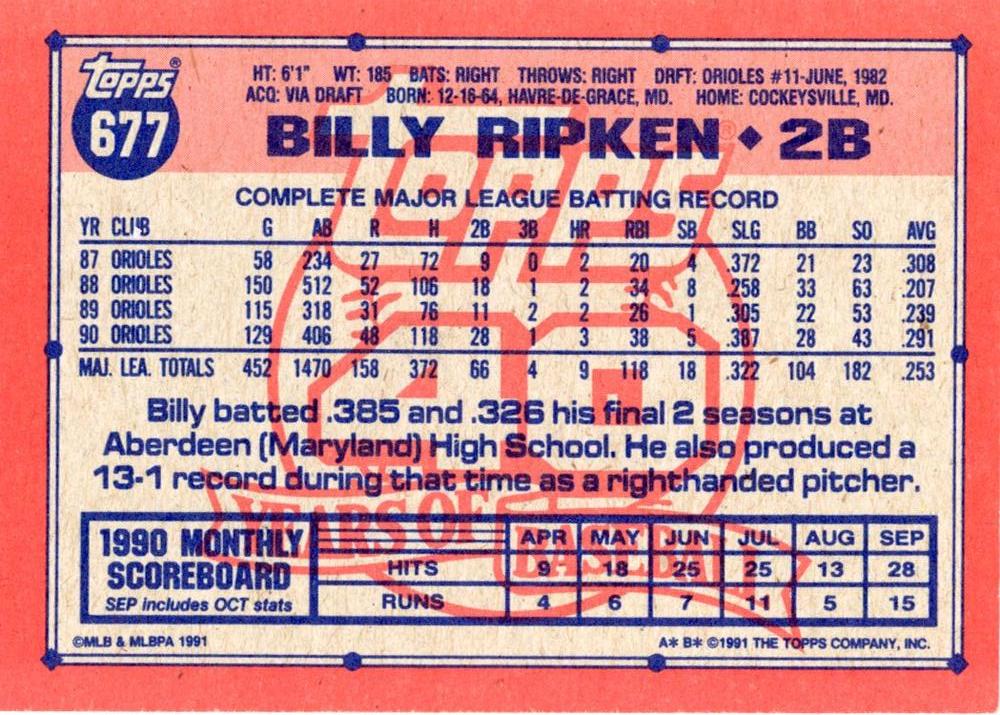 TOPPS®
677
HT: 6'1" WT: 185 BATS: RIGHT THROWS: RIGHT DRFT: ORIOLES #11-JUNE, 1982
ACQ: VIA DRAFT BORN: 12-16-64, HAVRE-DE-GRACE, MD. HOME: COCKEYSVILLE, MD.
BILLY RIPKEN ◆ 2B
TOPPS®
40
YEARS OF
BASEBALL
COMPLETE MAJOR LEAGUE BATTING RECORD
YR CLUB G AB R H 2B 3B HR RBI SB SLG BB SO AVG
87 ORIOLES 58 234 27 72 9 0 2 20 4 .372 21 23 .308
88 ORIOLES 150 512 52 106 18 1 2 34 8 .258 33 63 .207
89 ORIOLES 115 318 31 76 11 2 2 26 1 .305 22 53 .239
90 ORIOLES 129 406 48 118 28 1 3 38 5 .387 28 43 .291
MAJ. LEA. TOTALS 452 1470 158 372 66 4 9 118 18 .322 104 182 .253
Billy batted .385 and .326 his final 2 seasons at
Aberdeen (Maryland) High School. He also produced a
13-1 record during that time as a righthanded pitcher.
1990 MONTHLY
SCOREBOARD
SEP includes OCT stats
APR MAY JUN JUL AUG SEP
HITS 9 18 25 25 13 28
RUNS 4 6 7 11 5 15
©MLB & MLBPA 1991
A* B* ©1991 THE TOPPS COMPANY, INC.